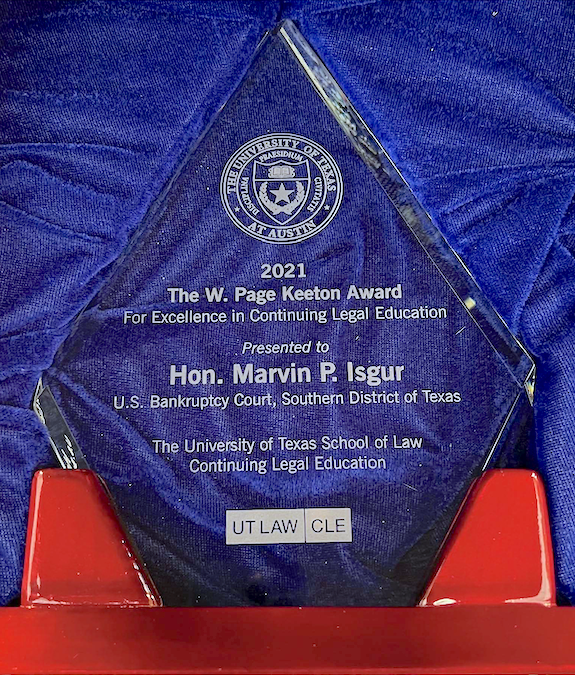 THE UNIVERSITY OF TEXAS
AT AUSTIN
PRAESIDIUM
DISCIPLINA
CIVITATIS
2021
The W. Page Keeton Award
For Excellence in Continuing Legal Education
Presented to
Hon. Marvin P. Isgur
U.S. Bankruptcy Court, Southern District of Texas
The University of Texas School of Law
Continuing Legal Education
UT LAW CLE